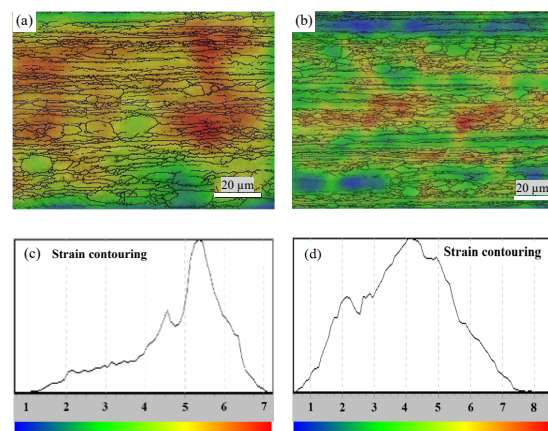 (a)
20 µm
(b)
20 µm
(c) Strain contouring
1 2 3 4 5 6 7
(d) Strain contouring
1 2 3 4 5 6 7 8